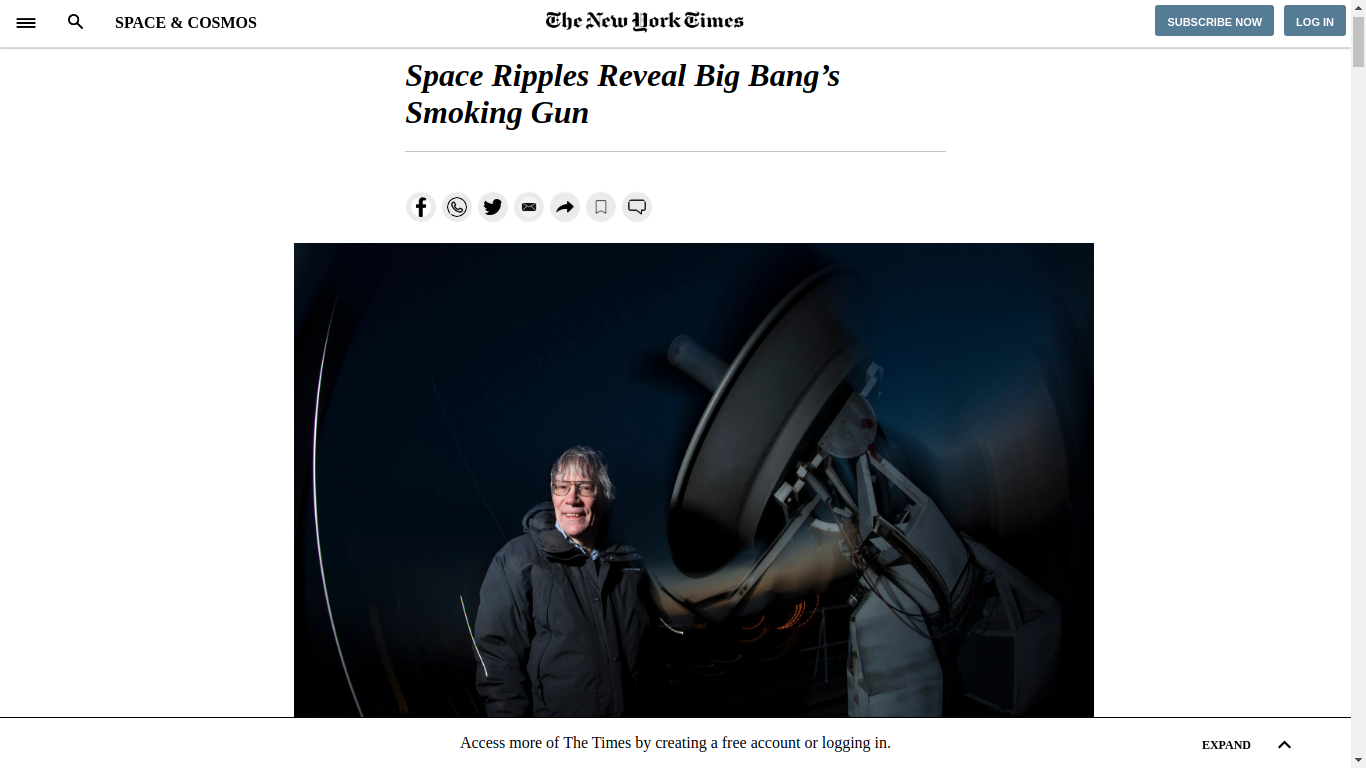 SPACE & COSMOS
The New York Times
SUBSCRIBE NOW
LOG IN
Space Ripples Reveal Big Bang’s
Smoking Gun
Access more of The Times by creating a free account or logging in.
EXPAND